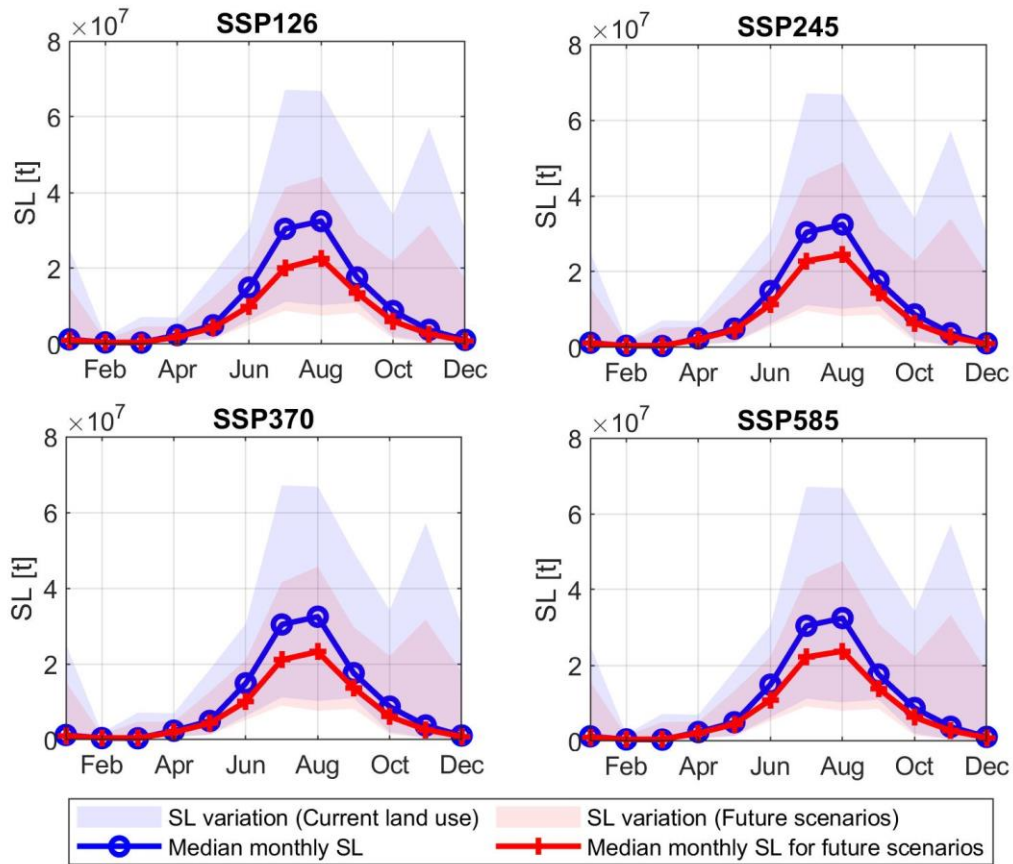 SSP126
×10⁷
8
6
4
2
0
SL [t]
Feb Apr Jun Aug Oct Dec
SSP245
×10⁷
8
6
4
2
0
SL [t]
Feb Apr Jun Aug Oct Dec
SSP370
×10⁷
8
6
4
2
0
SL [t]
Feb Apr Jun Aug Oct Dec
SSP585
×10⁷
8
6
4
2
0
SL [t]
Feb Apr Jun Aug Oct Dec
SL variation (Current land use) SL variation (Future scenarios)
Median monthly SL Median monthly SL for future scenarios